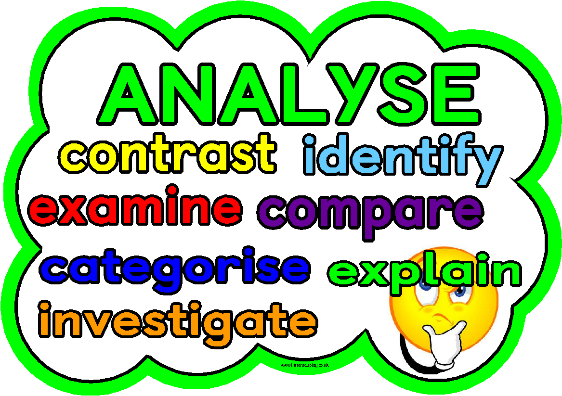 ANALYSE
contrast identify
examine compare
categorise explain
investigate